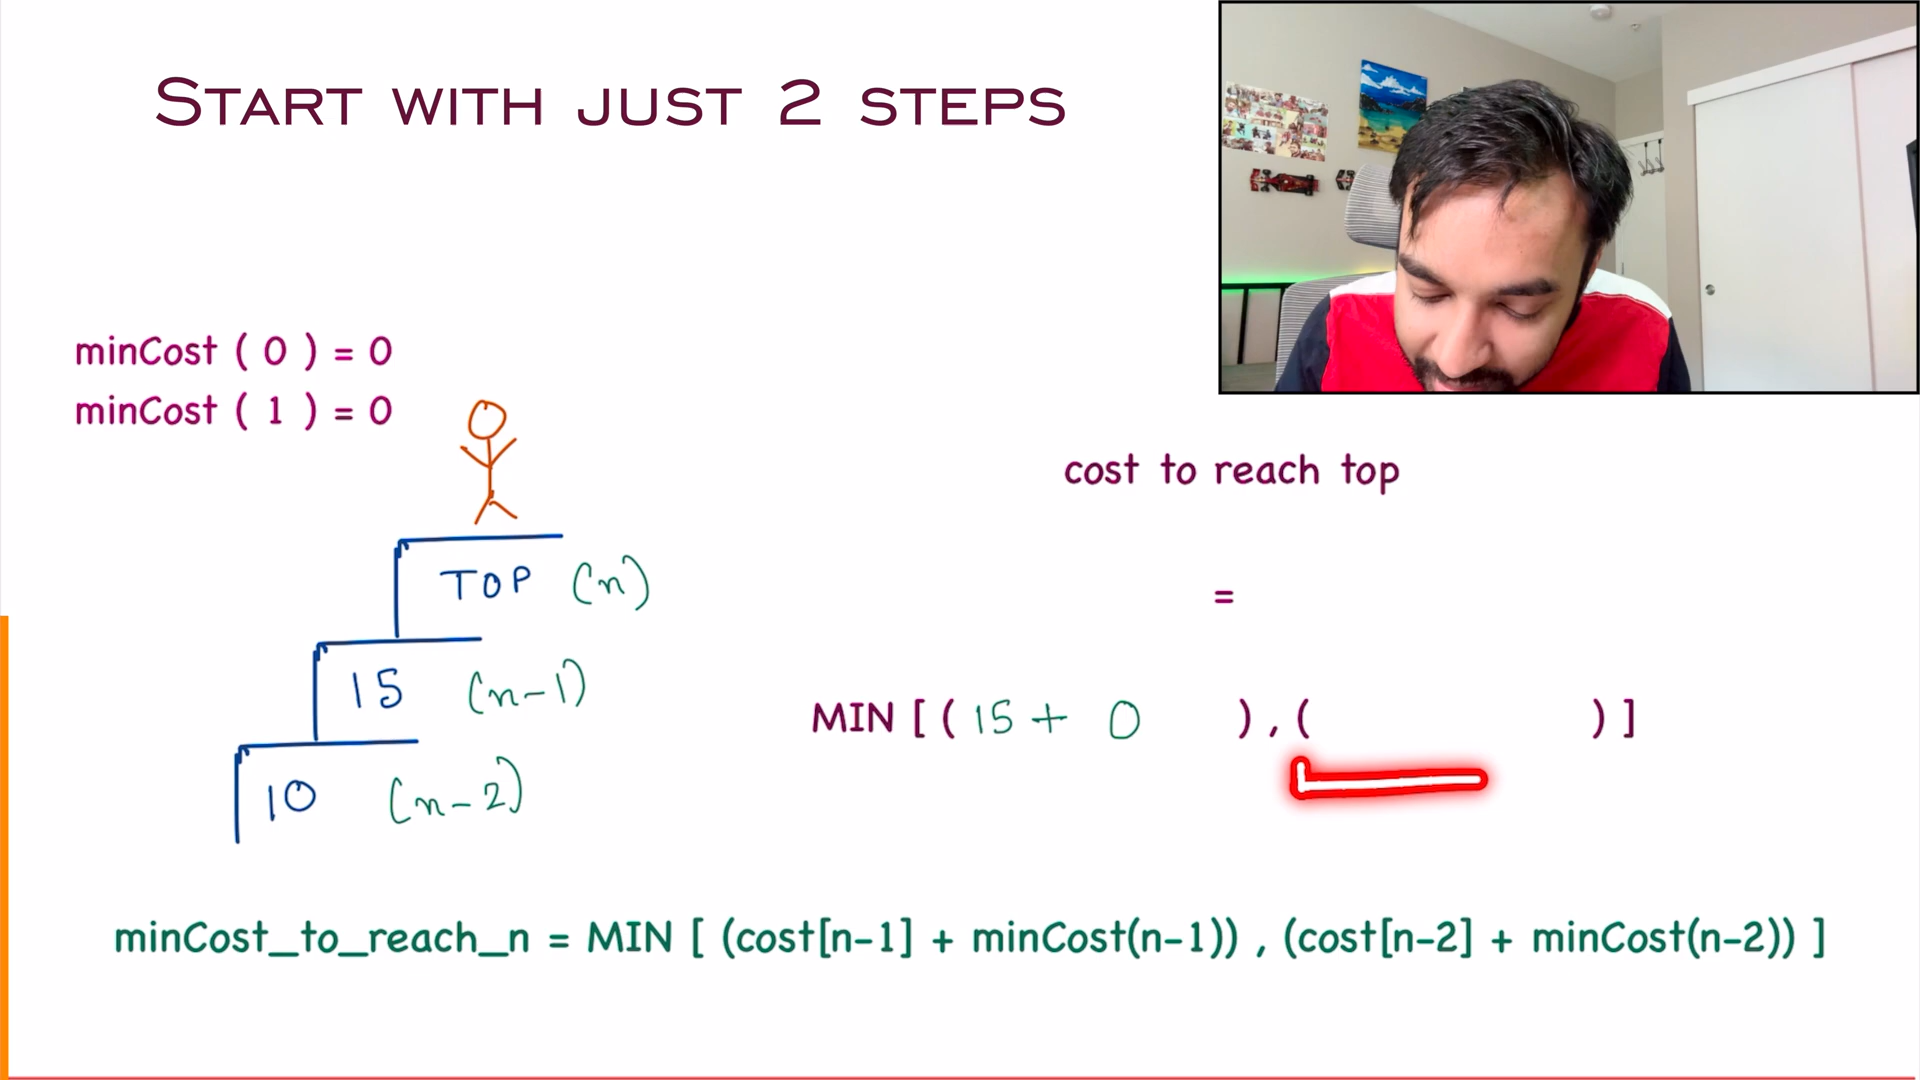 START WITH JUST 2 STEPS
minCost ( 0 ) = 0
minCost ( 1 ) = 0
cost to reach top
TOP (n)
=
15 (n-1)
MIN [ ( 15 + 0 ) , ( ) ]
10 (n-2)
minCost_to_reach_n = MIN [ (cost[n-1] + minCost(n-1)) , (cost[n-2] + minCost(n-2)) ]